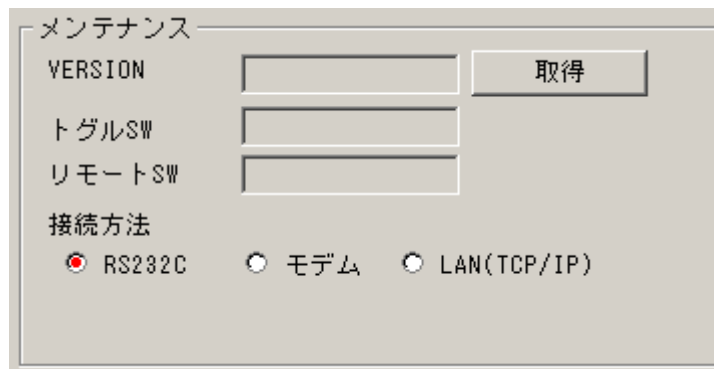 メンテナンス
VERSION 取得
トグルSW
リモートSW
接続方法
RS232C モデム LAN(TCP/IP)